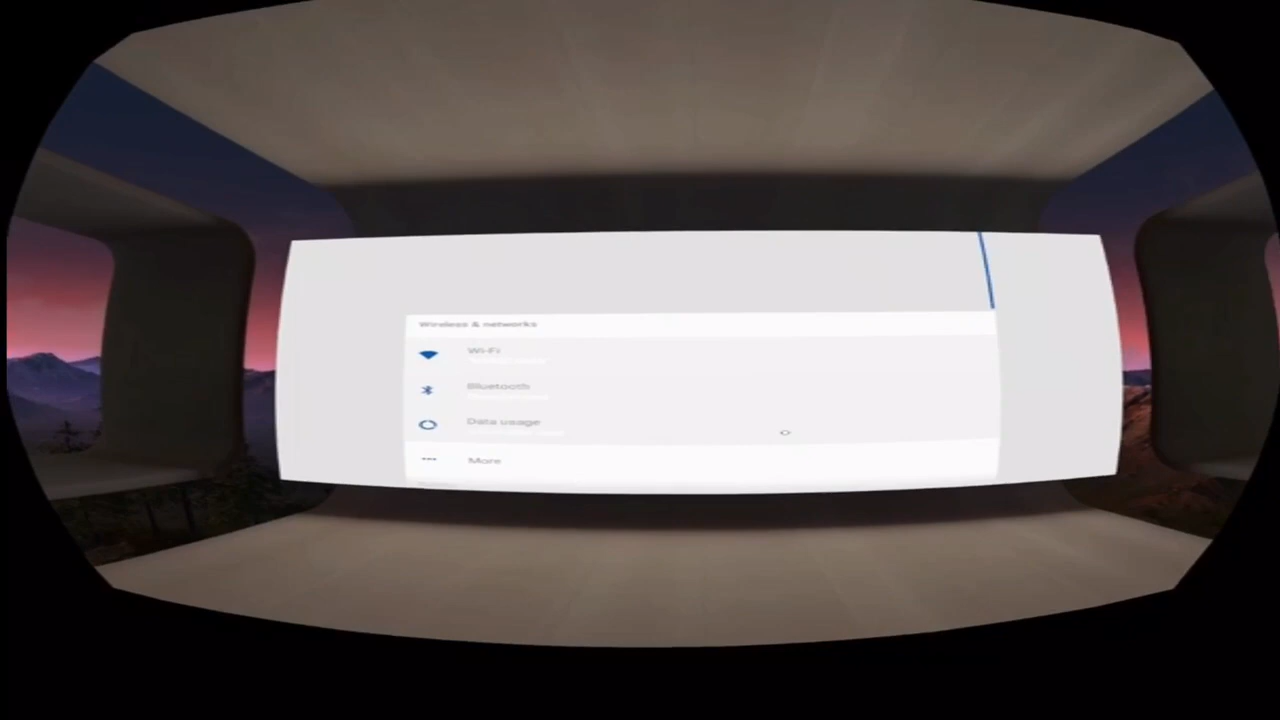 Wireless & networks
Wi-Fi
Bluetooth
Data usage
More